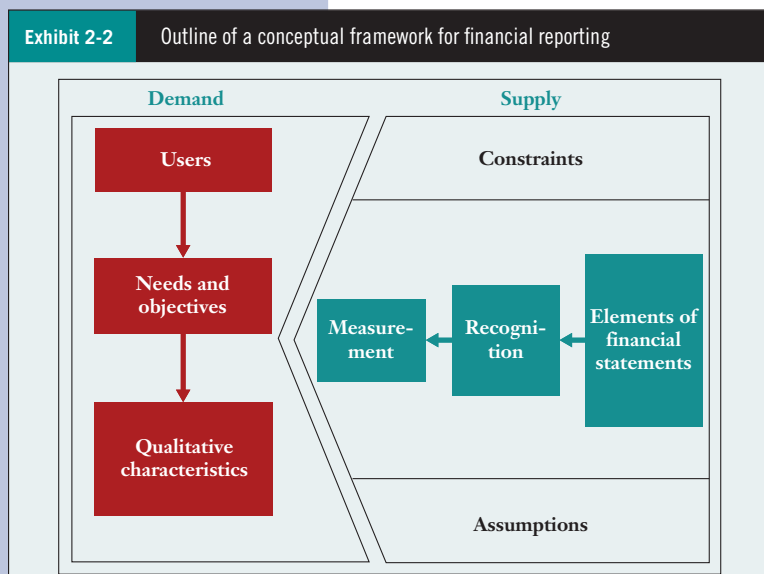 Exhibit 2-2
Outline of a conceptual framework for financial reporting
Demand
Supply
Users
Needs and
objectives
Qualitative
characteristics
Constraints
Measure-
ment
Recogni-
tion
Elements of
financial
statements
Assumptions